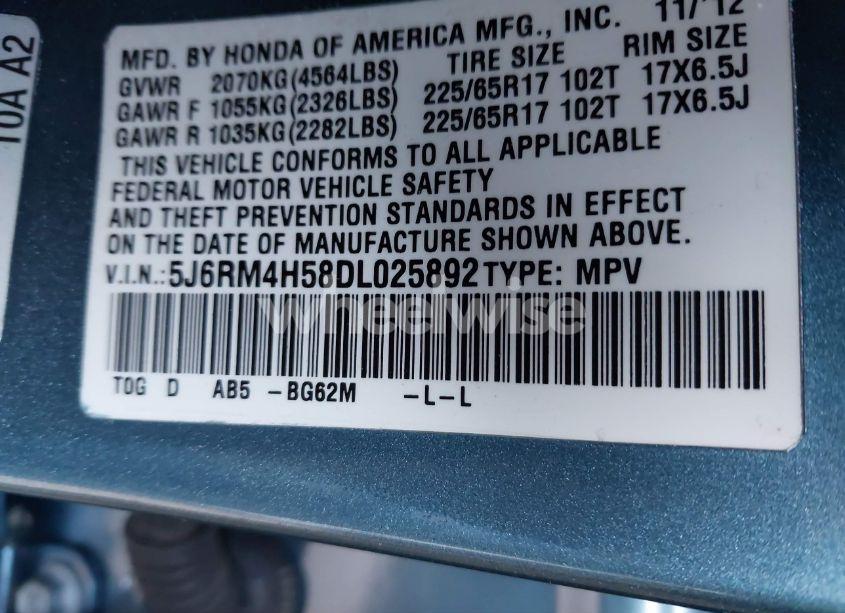 10A A2
MFD. BY HONDA OF AMERICA MFG., INC. 11/'12
GVWR 2070KG(4564LBS) TIRE SIZE RIM SIZE
GAWR F 1055KG(2326LBS) 225/65R17 102T 17X6.5J
GAWR R 1035KG(2282LBS) 225/65R17 102T 17X6.5J
THIS VEHICLE CONFORMS TO ALL APPLICABLE
FEDERAL MOTOR VEHICLE SAFETY
AND THEFT PREVENTION STANDARDS IN EFFECT
ON THE DATE OF MANUFACTURE SHOWN ABOVE.
V.I.N.:5J6RM4H58DL025892 TYPE: MPV
wheelwise
TOG D AB5 -BG62M -L-L